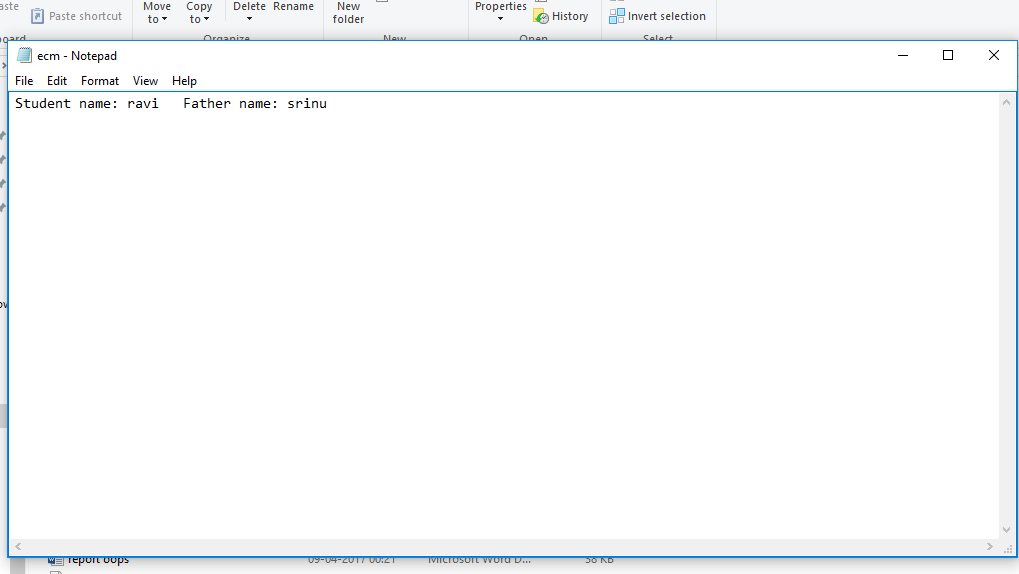 Paste shortcut
Move to
Copy to
Delete
Rename
New folder
Properties
History
Invert selection
Organize
New
Open
Select
ecm - Notepad
File Edit Format View Help
Student name: ravi   Father name: srinu
report oops 09-04-2017 00:21 Microsoft Word D... 58 KB